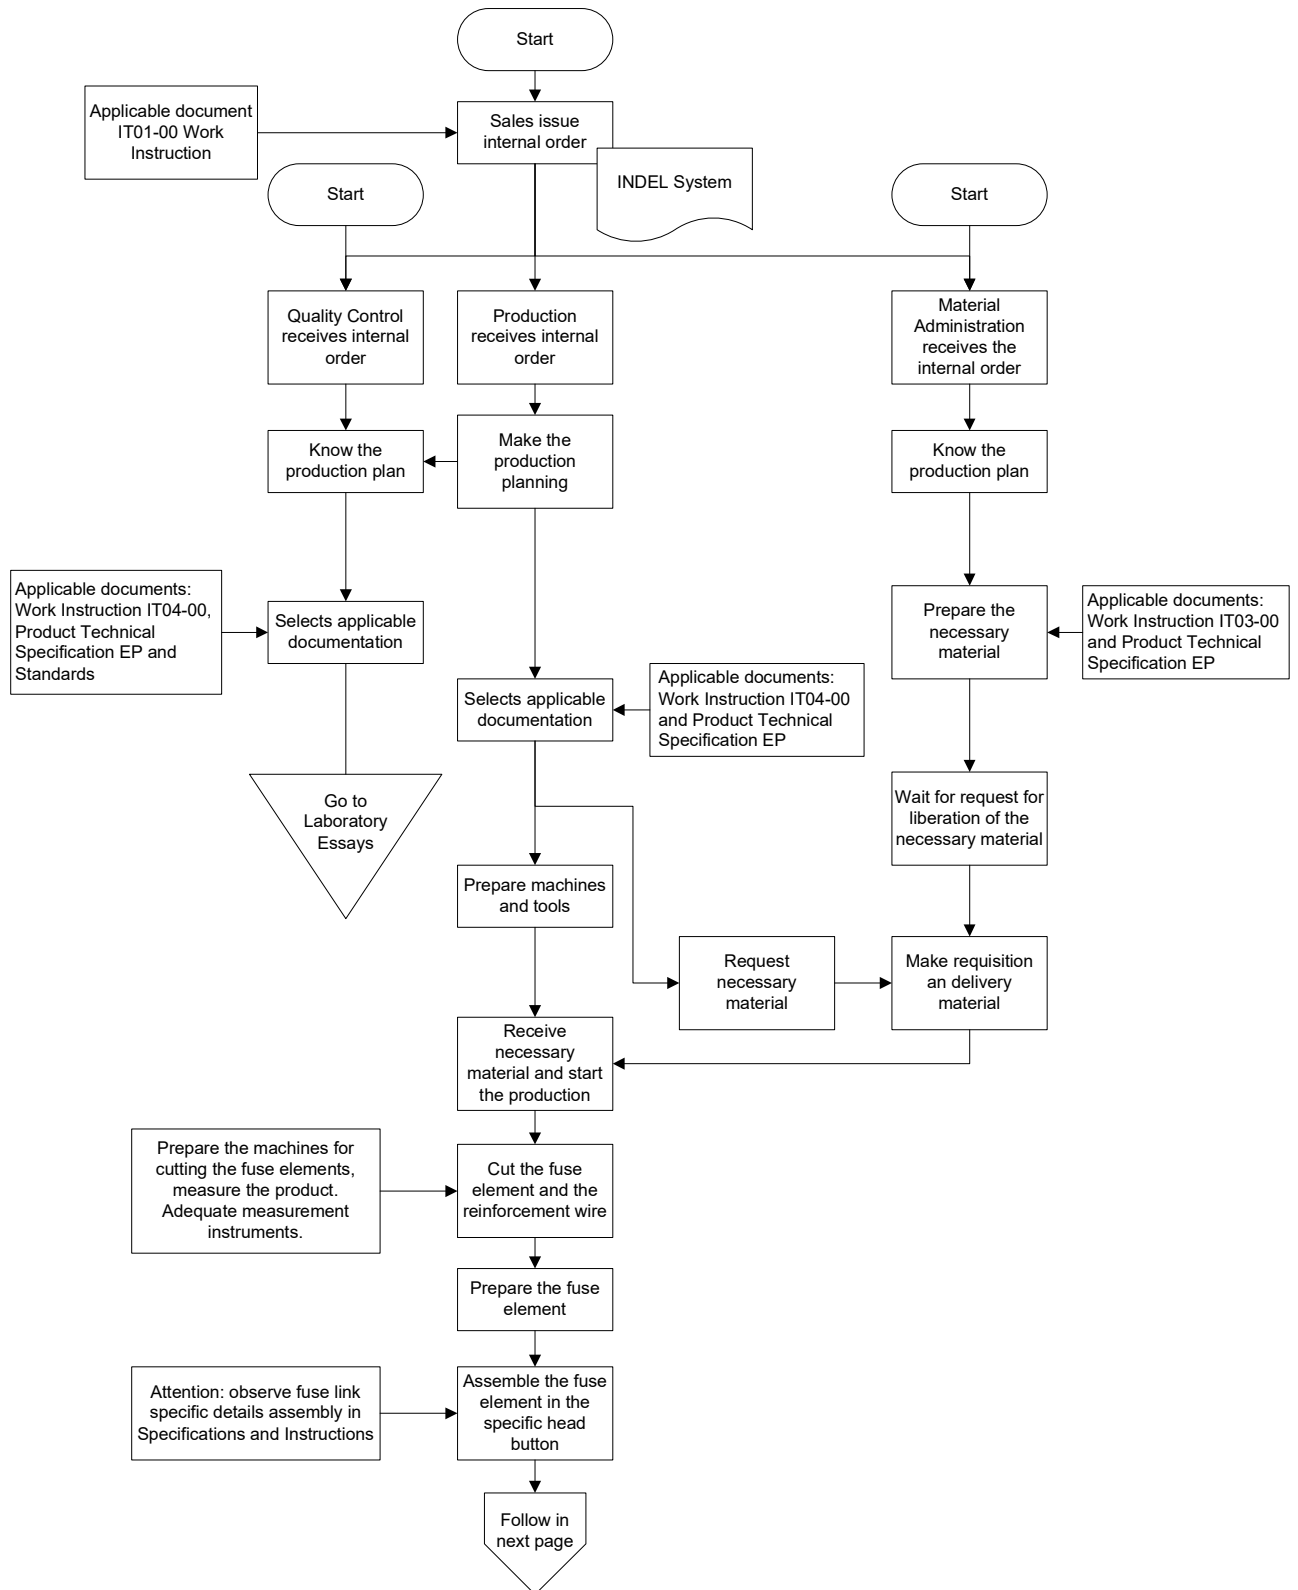 Start
Applicable document
IT01-00 Work
Instruction
Sales issue
internal order
INDEL System
Start
Start
Quality Control
receives internal
order
Production
receives internal
order
Material
Administration
receives the
internal order
Know the
production plan
Make the
production
planning
Know the
production plan
Applicable documents:
Work Instruction IT04-00,
Product Technical
Specification EP and
Standards
Selects applicable
documentation
Prepare the
necessary
material
Applicable documents:
Work Instruction IT03-00
and Product Technical
Specification EP
Selects applicable
documentation
Applicable documents:
Work Instruction IT04-00
and Product Technical
Specification EP
Go to
Laboratory
Essays
Wait for request for
liberation of the
necessary material
Prepare machines
and tools
Request
necessary
material
Make requisition
an delivery
material
Receive
necessary
material and start
the production
Prepare the machines for
cutting the fuse elements,
measure the product.
Adequate measurement
instruments.
Cut the fuse
element and the
reinforcement wire
Prepare the fuse
element
Attention: observe fuse link
specific details assembly in
Specifications and Instructions
Assemble the fuse
element in the
specific head
button
Follow in
next page